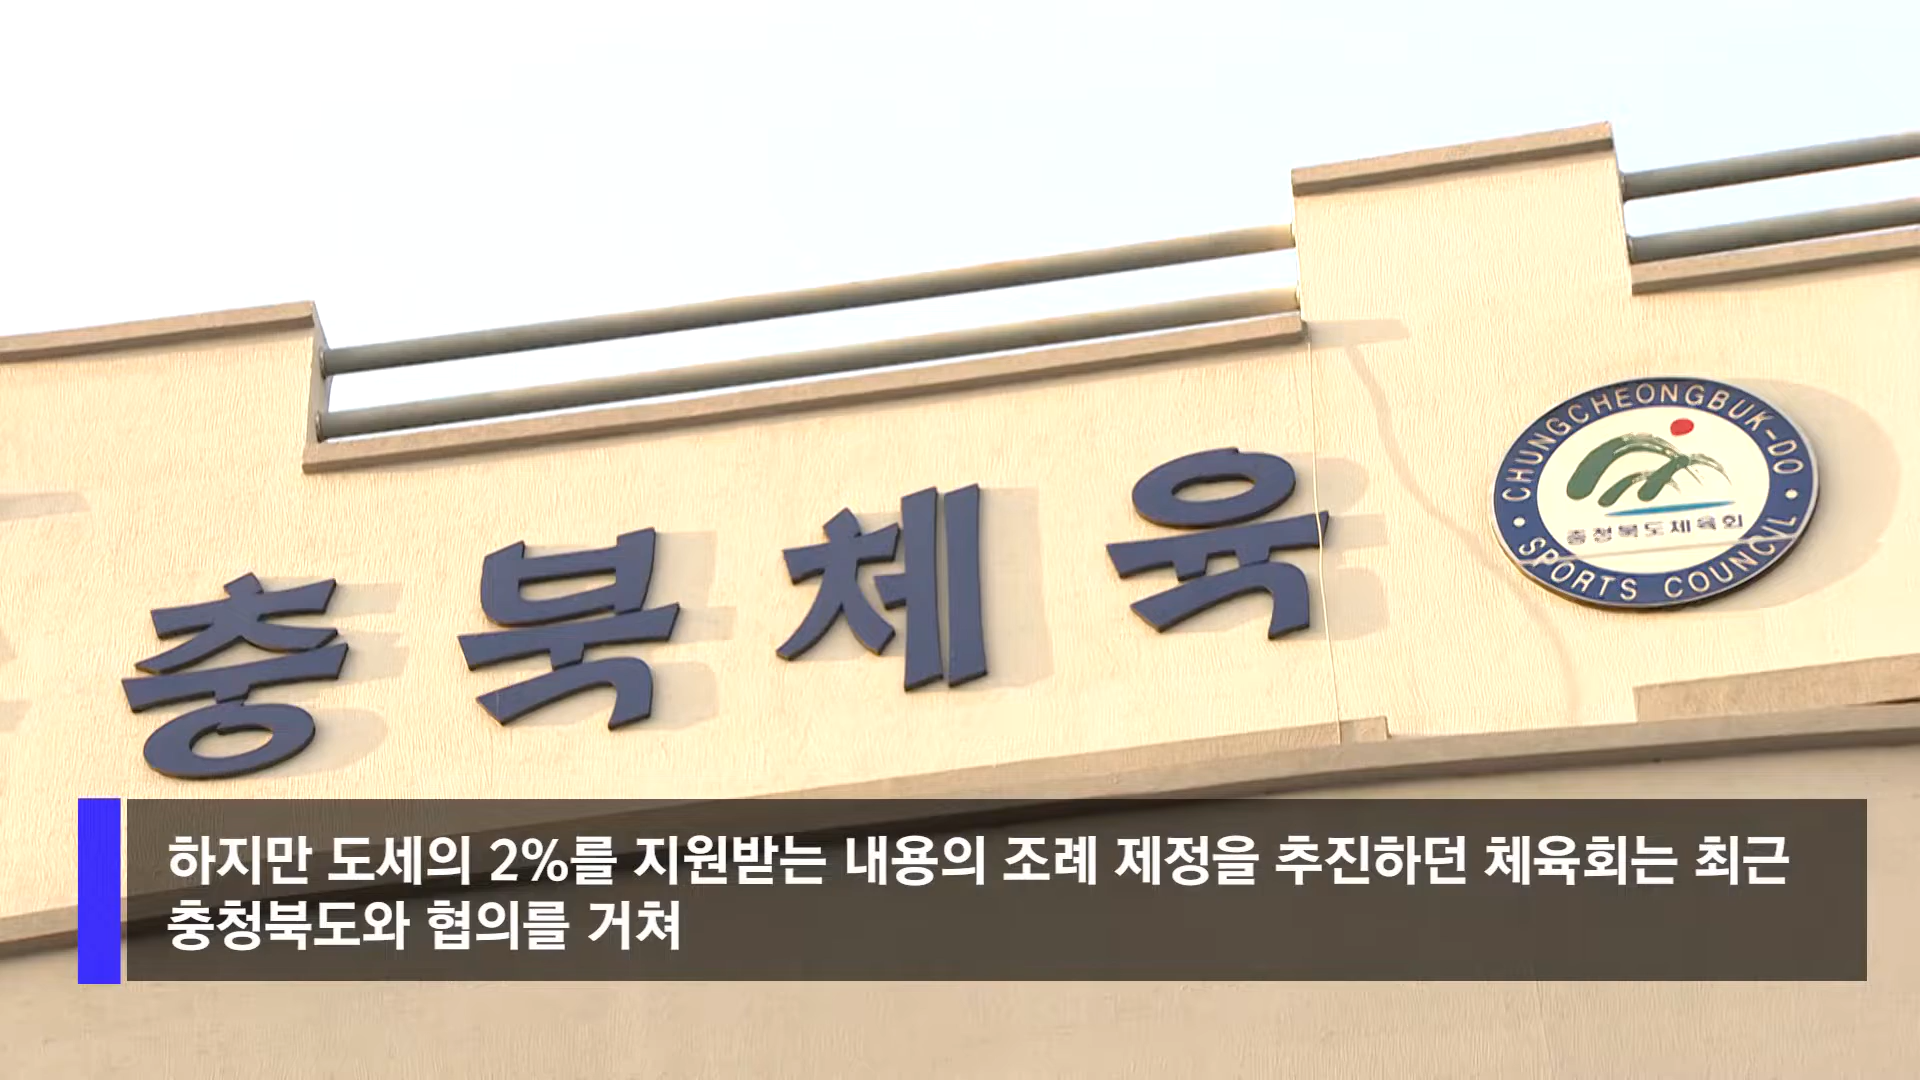 충북체육
CHUNGCHEONGBUK-DO
충청북도체육회
SPORTS COUNCIL
하지만 도세의 2%를 지원받는 내용의 조례 제정을 추진하던 체육회는 최근
충청북도와 협의를 거쳐